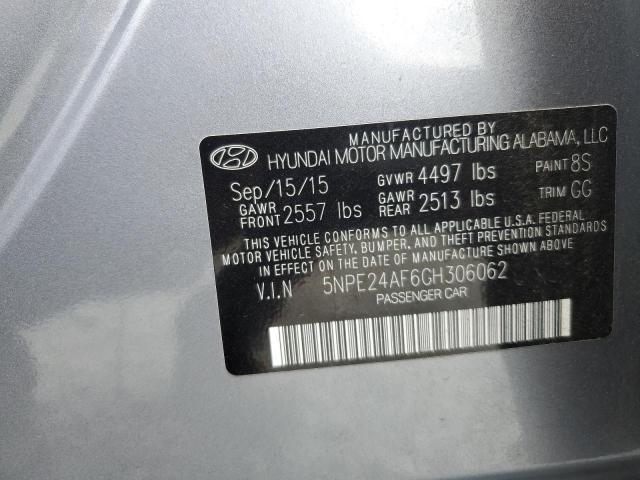 MANUFACTURED BY
HYUNDAI MOTOR MANUFACTURING ALABAMA, LLC
Sep/15/15 GVWR 4497 lbs PAINT 8S
GAWR FRONT 2557 lbs GAWR REAR 2513 lbs TRIM GG
THIS VEHICLE CONFORMS TO ALL APPLICABLE U.S.A. FEDERAL
MOTOR VEHICLE SAFETY, BUMPER, AND THEFT PREVENTION STANDARDS
IN EFFECT ON THE DATE OF MANUFACTURE SHOWN ABOVE.
V.I.N 5NPE24AF6GH306062
PASSENGER CAR